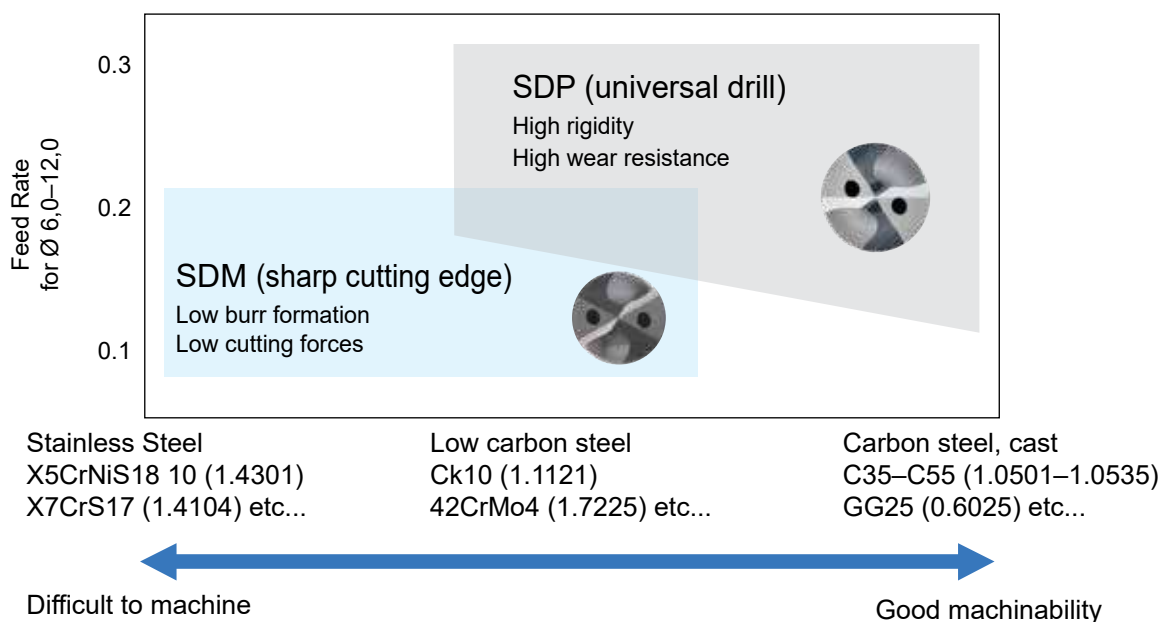 0.3
0.2
0.1
Feed Rate
for Ø 6,0–12,0
SDP (universal drill)
High rigidity
High wear resistance
SDM (sharp cutting edge)
Low burr formation
Low cutting forces
Stainless Steel
X5CrNiS18 10 (1.4301)
X7CrS17 (1.4104) etc...
Low carbon steel
Ck10 (1.1121)
42CrMo4 (1.7225) etc...
Carbon steel, cast
C35–C55 (1.0501–1.0535)
GG25 (0.6025) etc...
Difficult to machine
Good machinability